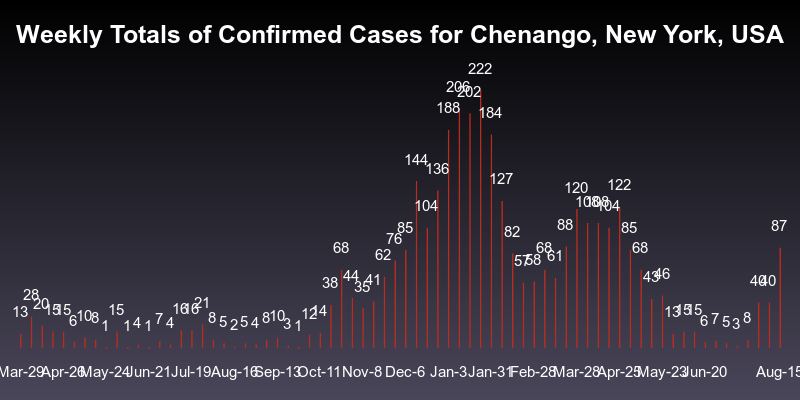 Weekly Totals of Confirmed Cases for Chenango, New York, USA
13 28 20 15 15 6 10 8 1 15 1 4 1 7 4 16 16 21 8 5 2 5 4 8 10 3 1 12 14 38 68 44 35 41 62 76 85 144 104 136 188 206 202 222 184 127 82 57 58 68 61 88 120 108 108 104 122 85 68 43 46 13 15 15 6 7 5 3 8 40 40 87
Mar-29 Apr-26 May-24 Jun-21 Jul-19 Aug-16 Sep-13 Oct-11 Nov-8 Dec-6 Jan-3 Jan-31 Feb-28 Mar-28 Apr-25 May-23 Jun-20 Aug-15